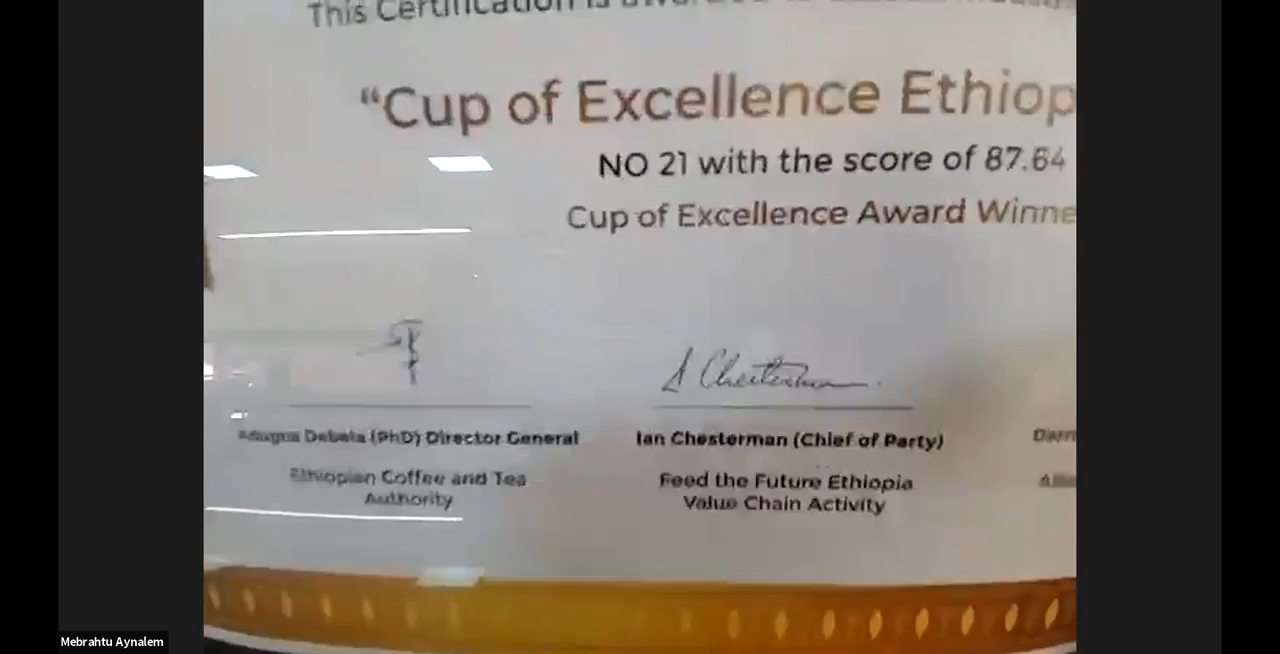 This Certification is
“Cup of Excellence Ethiop
NO 21 with the score of 87.64
Cup of Excellence Award Winne
Debela (PhD) Director General
Ian Chesterman (Chief of Party)
Ethiopian Coffee and Tea
Authority
Feed the Future Ethiopia
Value Chain Activity
Mebrahtu Aynalem